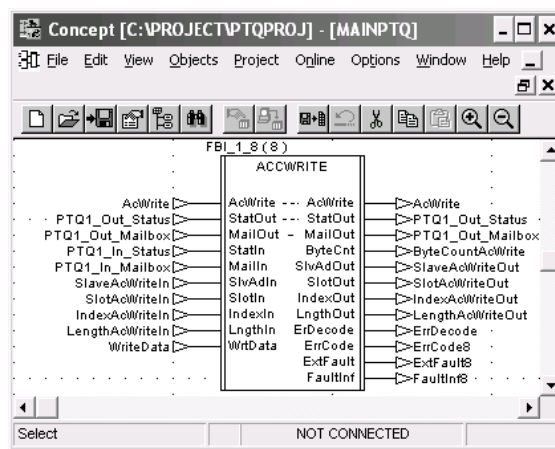 Concept [C:\PROJECT\PTQPROJ] - [MAINPTQ]
File Edit View Objects Project Online Options Window Help
FBI_1_8(8)
ACCWRITE
AcWrite AcWrite --- AcWrite AcWrite
PTQ1_Out_Status StatOut --- StatOut PTQ1_Out_Status
PTQ1_Out_Mailbox MailOut - MailOut PTQ1_Out_Mailbox
PTQ1_In_Status StatIn ByteCnt ByteCountAcWrite
PTQ1_In_Mailbox MailIn SlvAdOut SlaveAcWriteOut
SlaveAcWriteIn SlvAdIn SlotOut SlotAcWriteOut
SlotAcWriteIn SlotIn IndexOut IndexAcWriteOut
IndexAcWriteIn IndexIn LngthOut LengthAcWriteOut
LengthAcWriteIn LngthIn ErDecode ErrDecode
WriteData WrtData ErrCode ErrCode8
ExtFault ExtFault8
FaultInf FaultInf8
Select NOT CONNECTED